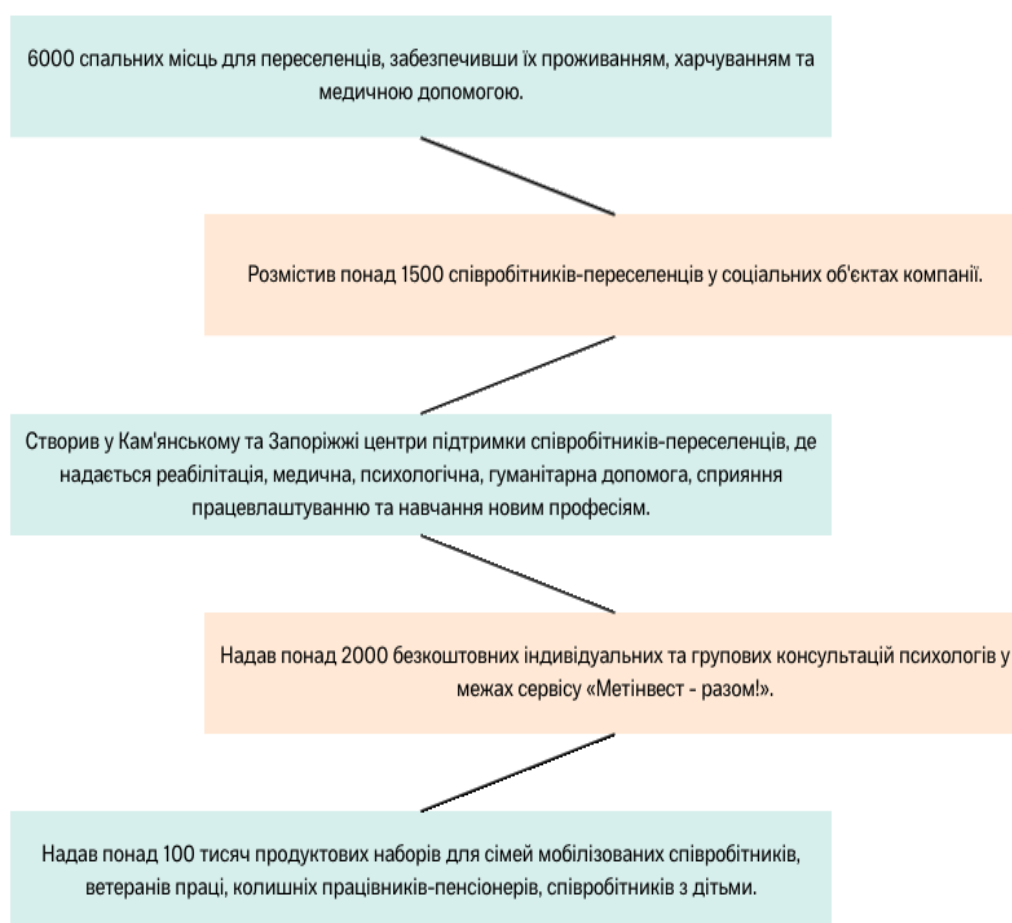 6000 спальних місць для переселенців, забезпечивши їх проживанням, харчуванням та
медичною допомогою.
Розмістив понад 1500 співробітників-переселенців у соціальних об'єктах компанії.
Створив у Кам'янському та Запоріжжі центри підтримки співробітників-переселенців, де
надається реабілітація, медична, психологічна, гуманітарна допомога, сприяння
працевлаштуванню та навчання новим професіям.
Надав понад 2000 безкоштовних індивідуальних та групових консультацій психологів у
межах сервісу «Метінвест - разом!».
Надав понад 100 тисяч продуктових наборів для сімей мобілізованих співробітників,
ветеранів праці, колишніх працівників-пенсіонерів, співробітників з дітьми.